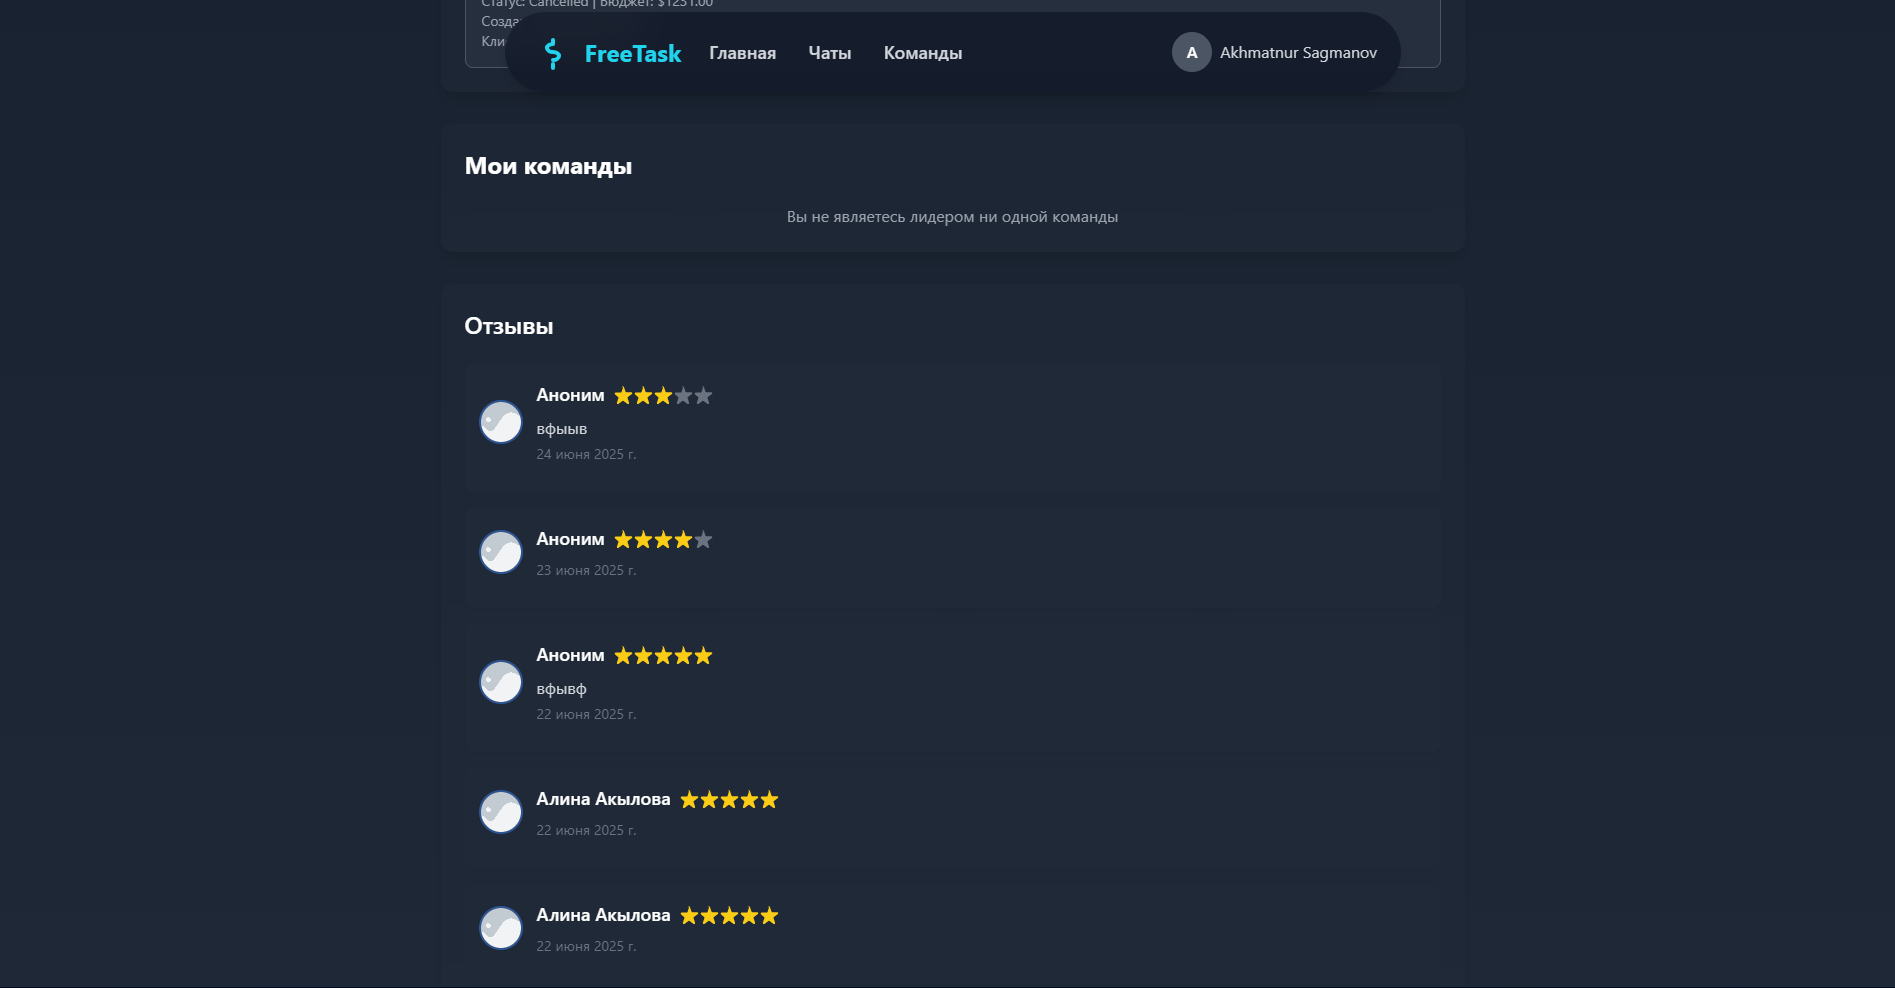 Статус: Cancelled | Бюджет: $1231.00
Созда
Кли
FreeTask Главная Чаты Команды A Akhmatnur Sagmanov
Мои команды
Вы не являетесь лидером ни одной команды
Отзывы
Аноним
вфыыв
24 июня 2025 г.
Аноним
23 июня 2025 г.
Аноним
вфывф
22 июня 2025 г.
Алина Акылова
22 июня 2025 г.
Алина Акылова
22 июня 2025 г.